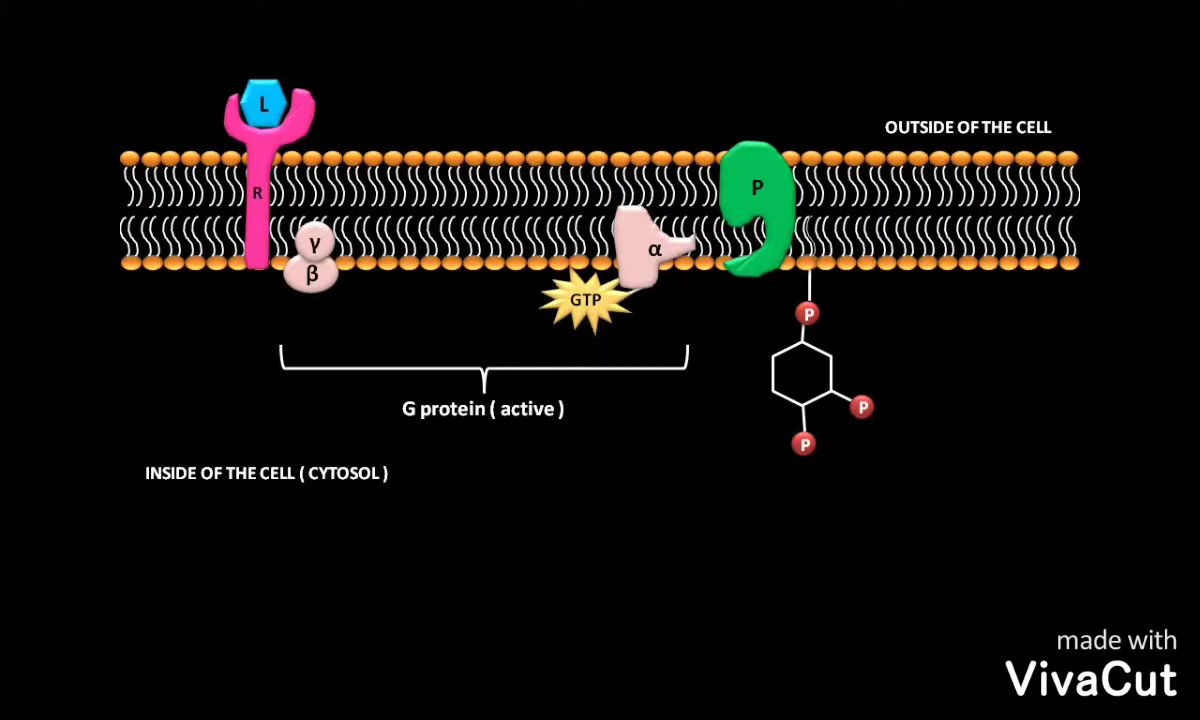 L
OUTSIDE OF THE CELL
R
P
γ
α
β
GTP
P
G protein ( active )
P
P
INSIDE OF THE CELL ( CYTOSOL )
made with
VivaCut